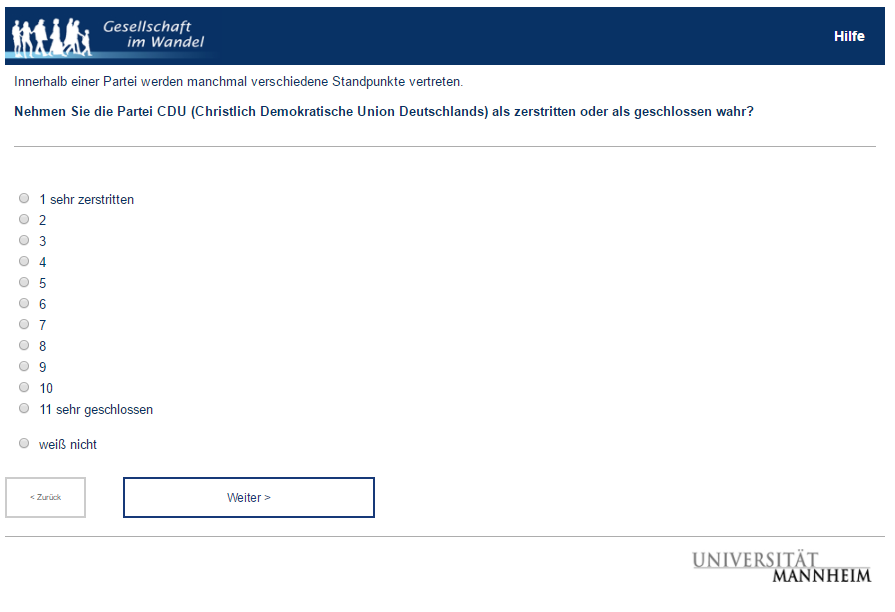 Gesellschaft
im Wandel
Hilfe
Innerhalb einer Partei werden manchmal verschiedene Standpunkte vertreten.
Nehmen Sie die Partei CDU (Christlich Demokratische Union Deutschlands) als zerstritten oder als geschlossen wahr?
1 sehr zerstritten
2
3
4
5
6
7
8
9
10
11 sehr geschlossen
weiß nicht
< Zurück
Weiter >
UNIVERSITÄT
MANNHEIM